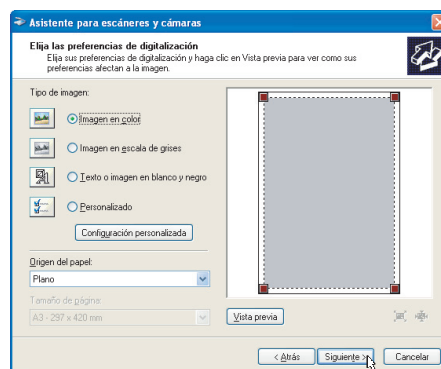 Asistente para escáneres y cámaras
Elija las preferencias de digitalización
Elija sus preferencias de digitalización y haga clic en Vista previa para ver como sus
preferencias afectan a la imagen.
Tipo de imagen:
Imagen en color
Imagen en escala de grises
Texto o imagen en blanco y negro
Personalizado
Configuración personalizada
Origen del papel:
Plano
Tamaño de página:
A3 - 297 x 420 mm
Vista previa
< Atrás
Siguiente >
Cancelar